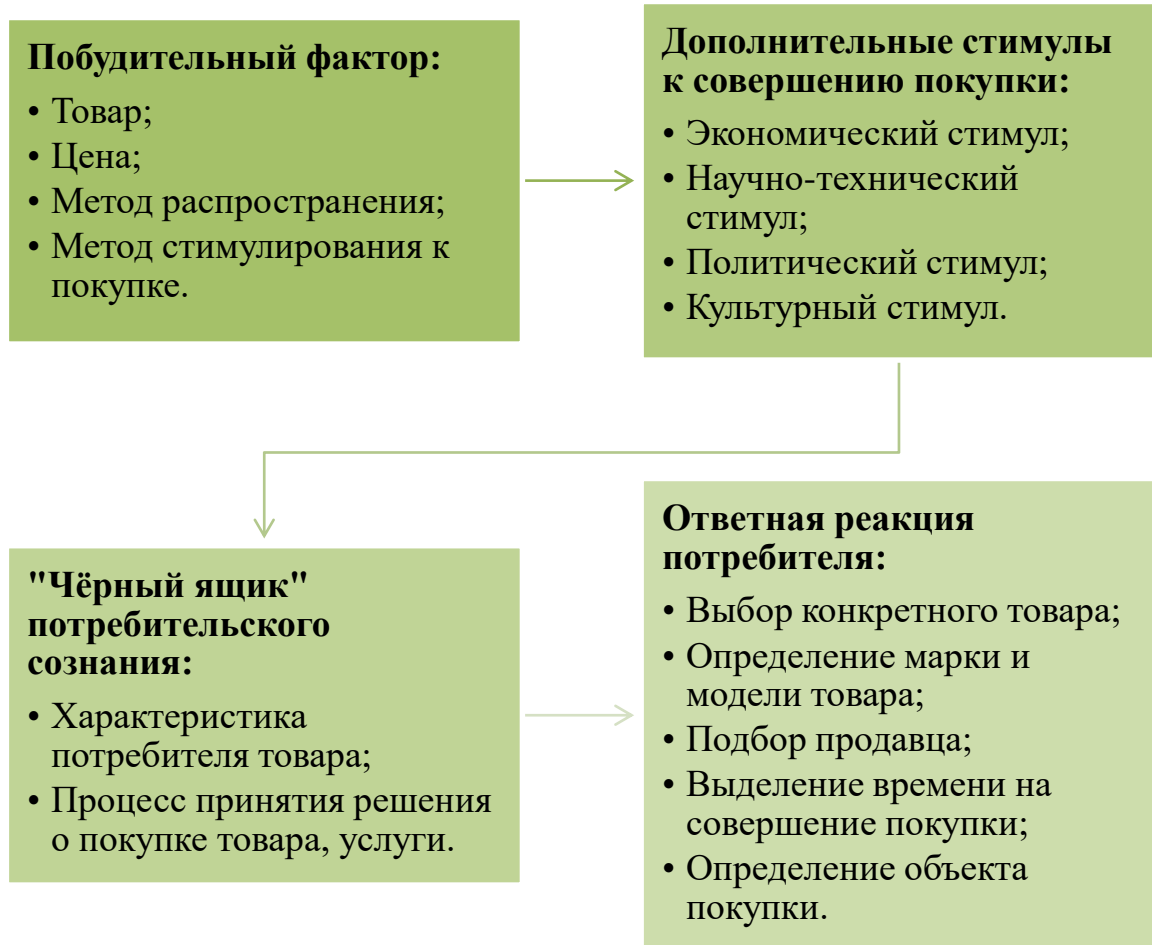 Побудительный фактор:
• Товар;
• Цена;
• Метод распространения;
• Метод стимулирования к
покупке.
Дополнительные стимулы
к совершению покупки:
• Экономический стимул;
• Научно-технический
стимул;
• Политический стимул;
• Культурный стимул.
"Чёрный ящик"
потребительского
сознания:
• Характеристика
потребителя товара;
• Процесс принятия решения
о покупке товара, услуги.
Ответная реакция
потребителя:
• Выбор конкретного товара;
• Определение марки и
модели товара;
• Подбор продавца;
• Выделение времени на
совершение покупки;
• Определение объекта
покупки.